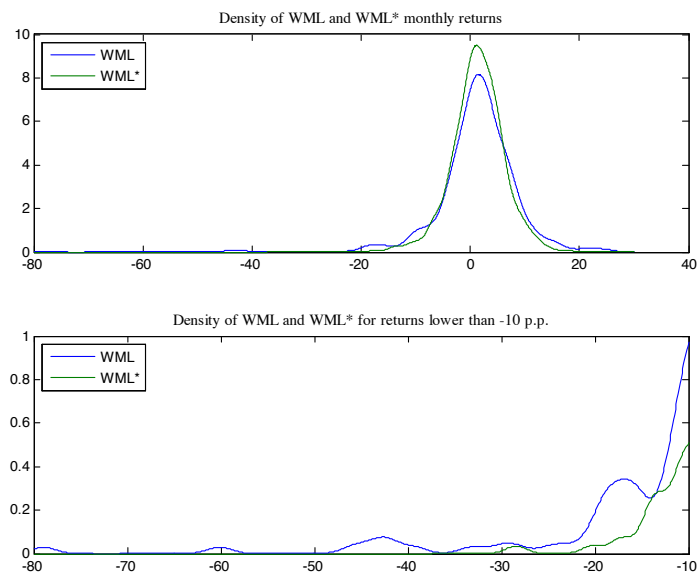 Density of WML and WML* monthly returns
10
8
6
4
2
0
WML
WML*
-80 -60 -40 -20 0 20 40
Density of WML and WML* for returns lower than -10 p.p.
1
0.8
0.6
0.4
0.2
0
WML
WML*
-80 -70 -60 -50 -40 -30 -20 -10